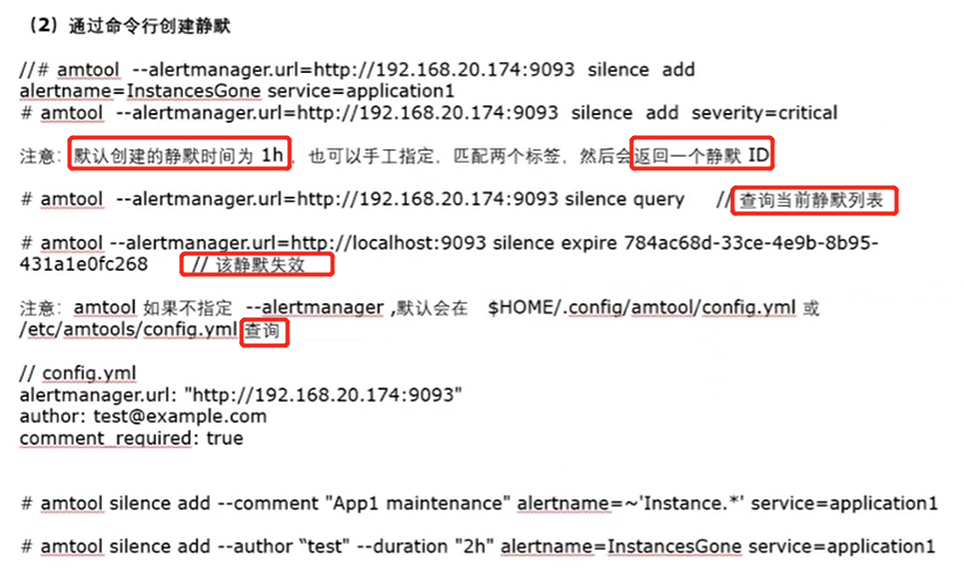 （2）通过命令行创建静默
//# amtool --alertmanager.url=http://192.168.20.174:9093 silence add
alertname=InstancesGone service=application1
# amtool --alertmanager.url=http://192.168.20.174:9093 silence add severity=critical
注意：默认创建的静默时间为 1h，也可以手工指定，匹配两个标签，然后会返回一个静默 ID
# amtool --alertmanager.url=http://192.168.20.174:9093 silence query // 查询当前静默列表
# amtool --alertmanager.url=http://localhost:9093 silence expire 784ac68d-33ce-4e9b-8b95-
431a1e0fc268 // 该静默失效
注意：amtool 如果不指定 --alertmanager ,默认会在 $HOME/.config/amtool/config.yml 或
/etc/amtools/config.yml 查询
// config.yml
alertmanager.url: "http://192.168.20.174:9093"
author: test@example.com
comment_required: true
# amtool silence add --comment "App1 maintenance" alertname=~'Instance.*' service=application1
# amtool silence add --author “test" --duration "2h" alertname=InstancesGone service=application1